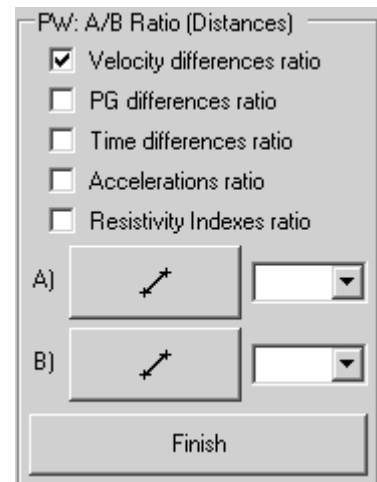 PW: A/B Ratio (Distances)
Velocity differences ratio
PG differences ratio
Time differences ratio
Accelerations ratio
Resistivity Indexes ratio
A)
B)
Finish